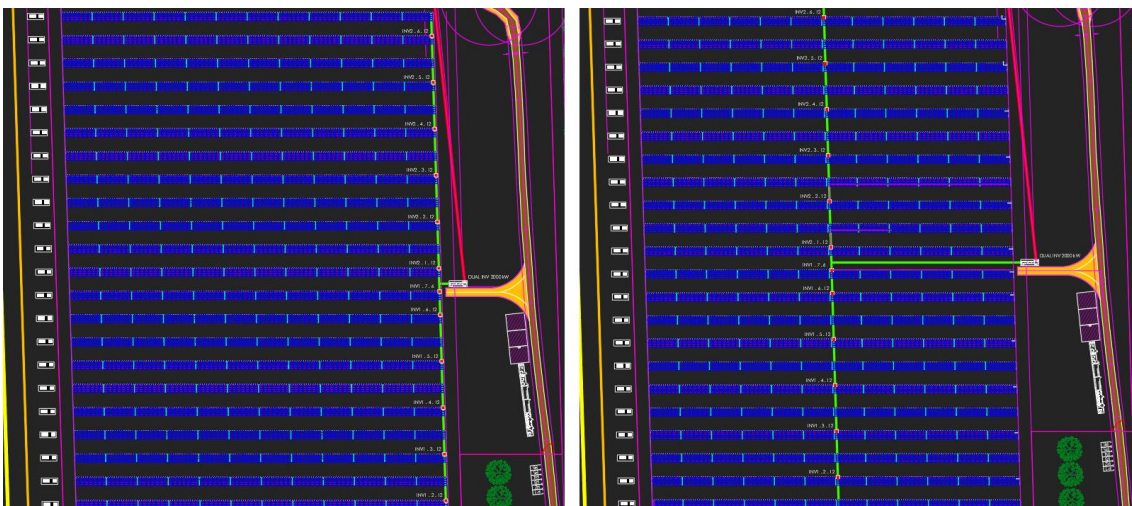 INV2.6.12
INV2.5.12
INV2.4.12
INV2.3.12
INV2.2.12
INV2.1.12
DUAL INV 2000 kW
INV1.7.6
INV1.6.12
INV1.5.12
INV1.4.12
INV1.3.12
INV1.2.12
INV2.6.12
INV2.5.12
INV2.4.12
INV2.3.12
INV2.2.12
INV2.1.12
DUAL INV 2000 kW
INV1.7.6
INV1.6.12
INV1.5.12
INV1.4.12
INV1.3.12
INV1.2.12